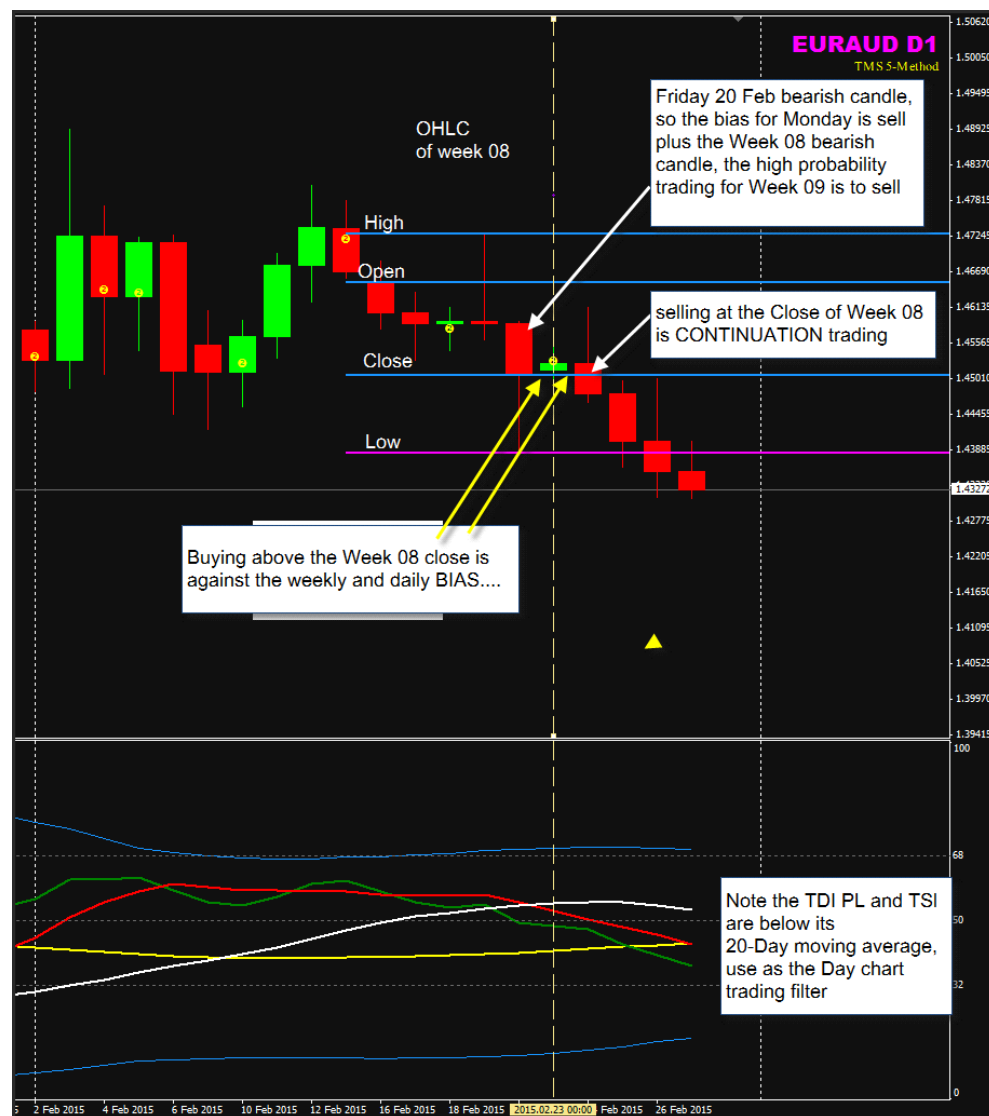 EURAUD D1
TMS 5-Method
Friday 20 Feb bearish candle,
so the bias for Monday is sell
plus the Week 08 bearish
candle, the high probability
trading for Week 09 is to sell
OHLC
of week 08
High
Open
selling at the Close of Week 08
is CONTINUATION trading
Close
Low
Buying above the Week 08 close is
against the weekly and daily BIAS....
1.50620
1.50050
1.49495
1.48925
1.48370
1.47815
1.47245
1.46690
1.46135
1.45565
1.45010
1.44455
1.43885
1.43272
1.42775
1.42205
1.41650
1.41095
1.40525
1.39970
1.39415
100
68
50
32
0
Note the TDI PL and TSI
are below its
20-Day moving average,
use as the Day chart
trading filter
2 Feb 2015
4 Feb 2015
6 Feb 2015
10 Feb 2015
12 Feb 2015
16 Feb 2015
18 Feb 2015
2015.02.23 00:00
Feb 2015
26 Feb 2015